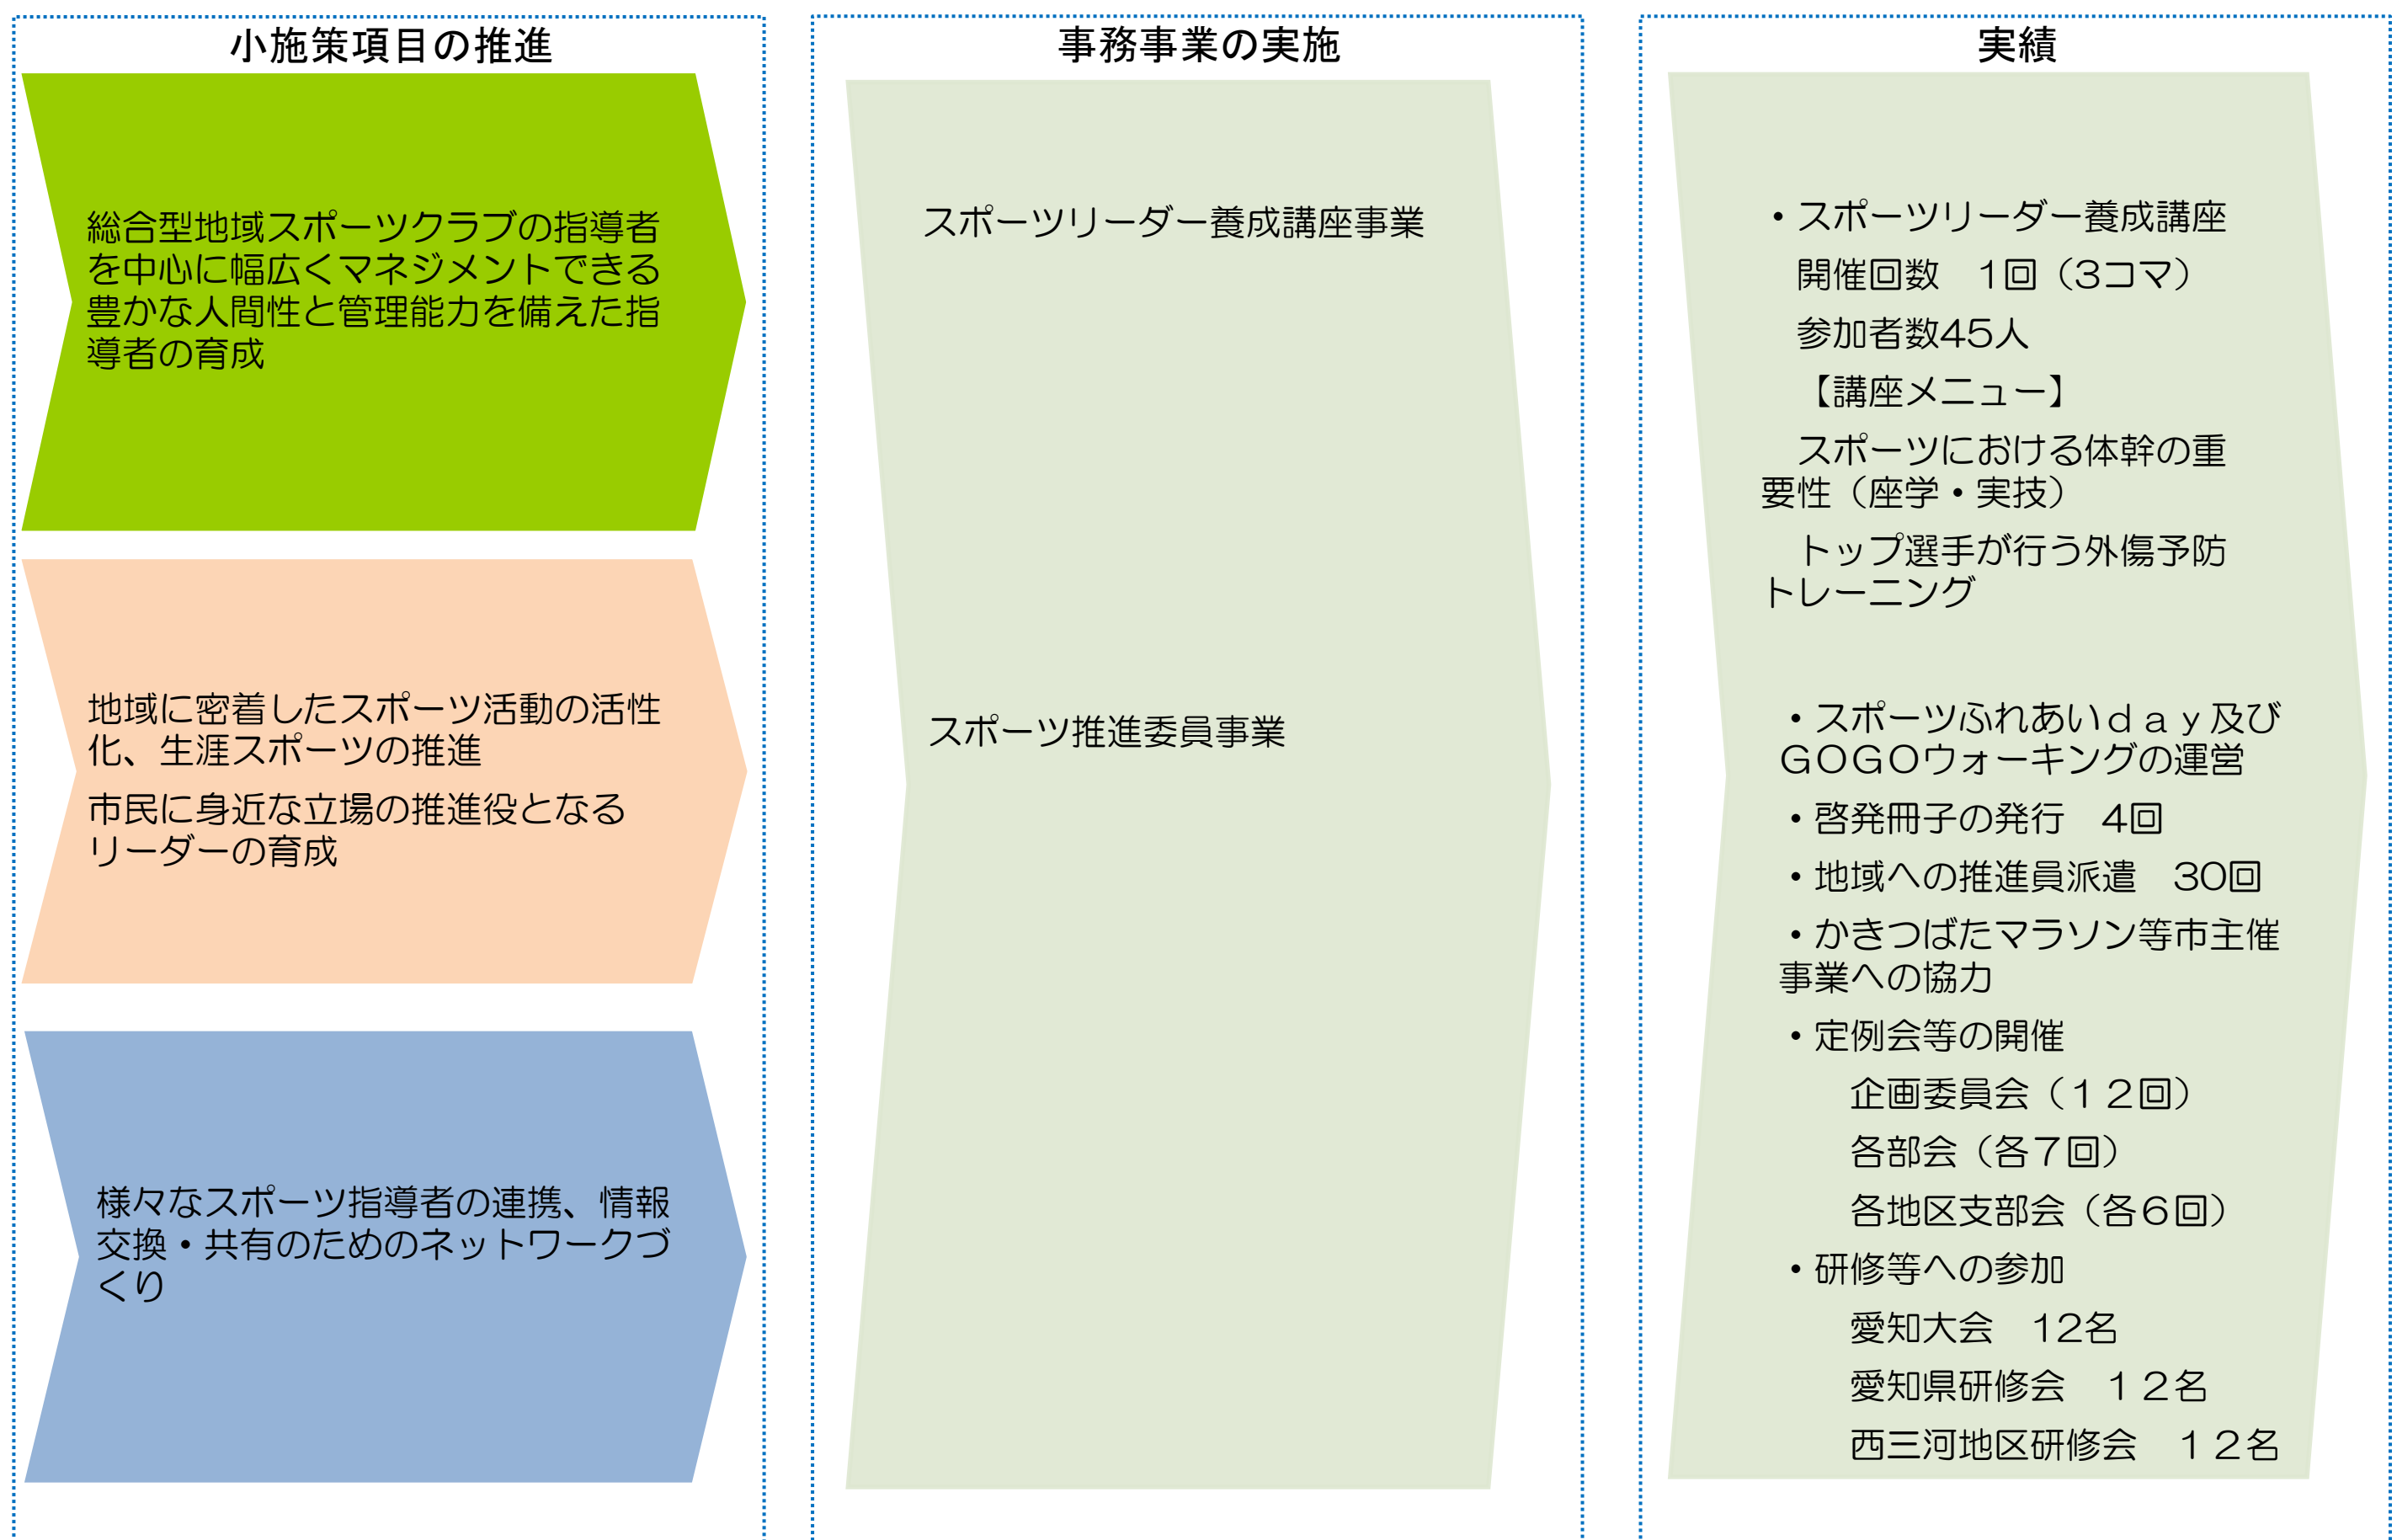 小施策項目の推進
総合型地域スポーツクラブの指導者
を中心に幅広くマネジメントできる
豊かな人間性と管理能力を備えた指
導者の育成
地域に密着したスポーツ活動の活性
化、生涯スポーツの推進
市民に身近な立場の推進役となる
リーダーの育成
様々なスポーツ指導者の連携、情報
交換・共有のためのネットワークづ
くり
事務事業の実施
スポーツリーダー養成講座事業
スポーツ推進委員事業
実績
・スポーツリーダー養成講座
開催回数　1回（3コマ）
参加者数45人
【講座メニュー】
スポーツにおける体幹の重
要性（座学・実技）
トップ選手が行う外傷予防
トレーニング
・スポーツふれあいｄａｙ及び
ＧＯＧＯウォーキングの運営
・啓発冊子の発行　4回
・地域への推進員派遣　30回
・かきつばたマラソン等市主催
事業への協力
・定例会等の開催
企画委員会（１２回）
各部会（各７回）
各地区支部会（各６回）
・研修等への参加
愛知大会　12名
愛知県研修会　１２名
西三河地区研修会　１２名